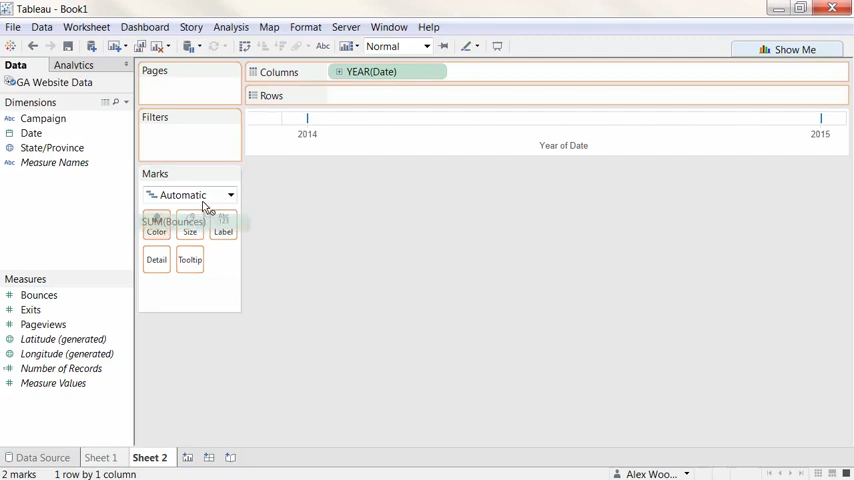 Tableau - Book1
File Data Worksheet Dashboard Story Analysis Map Format Server Window Help
Abc Normal Show Me
Data Analytics
GA Website Data
Dimensions
Abc Campaign
Date
State/Province
Abc Measure Names
Measures
Bounces
Exits
Pageviews
Latitude (generated)
Longitude (generated)
Number of Records
Measure Values
Pages
Filters
Marks
Automatic
SUM(Bounces)
Color Size Label
Detail Tooltip
Columns YEAR(Date)
Rows
2014 2015
Year of Date
Data Source Sheet 1 Sheet 2
2 marks 1 row by 1 column Alex Woo...